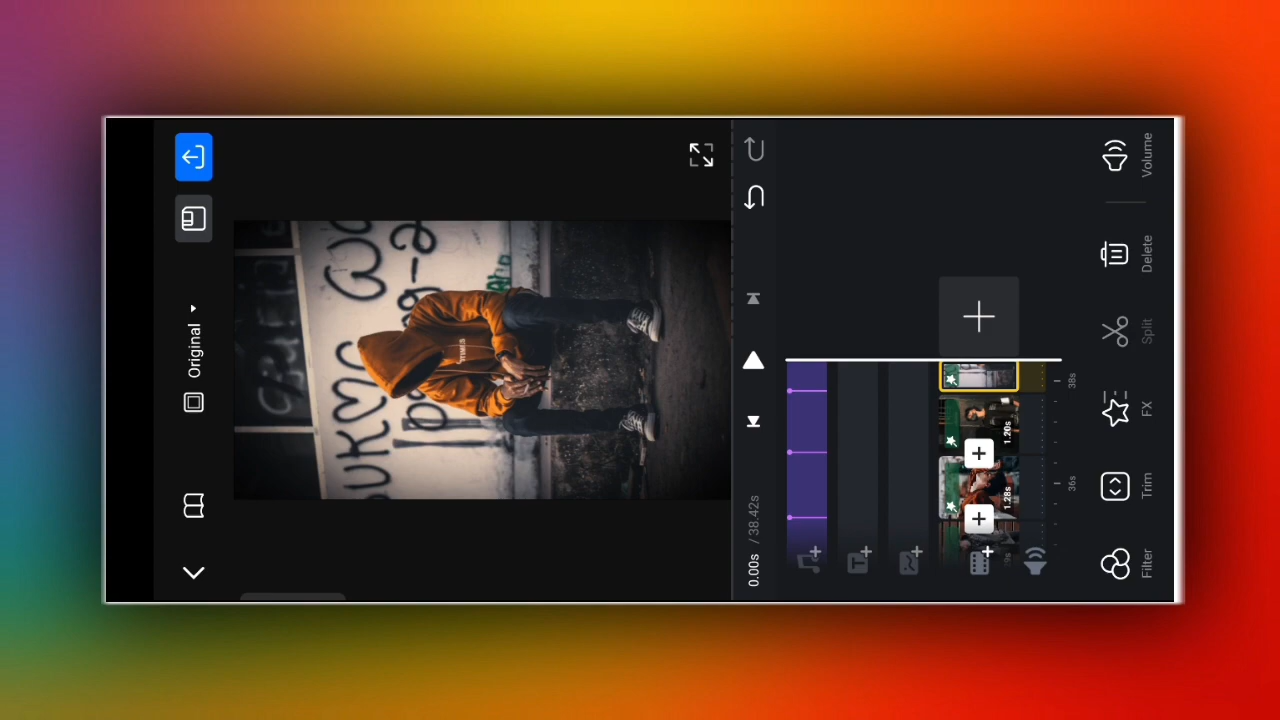 Original
0.00s / 38.42s
38s
36s
1.20s
1.28s
Volume
Delete
Split
FX
Trim
Filter